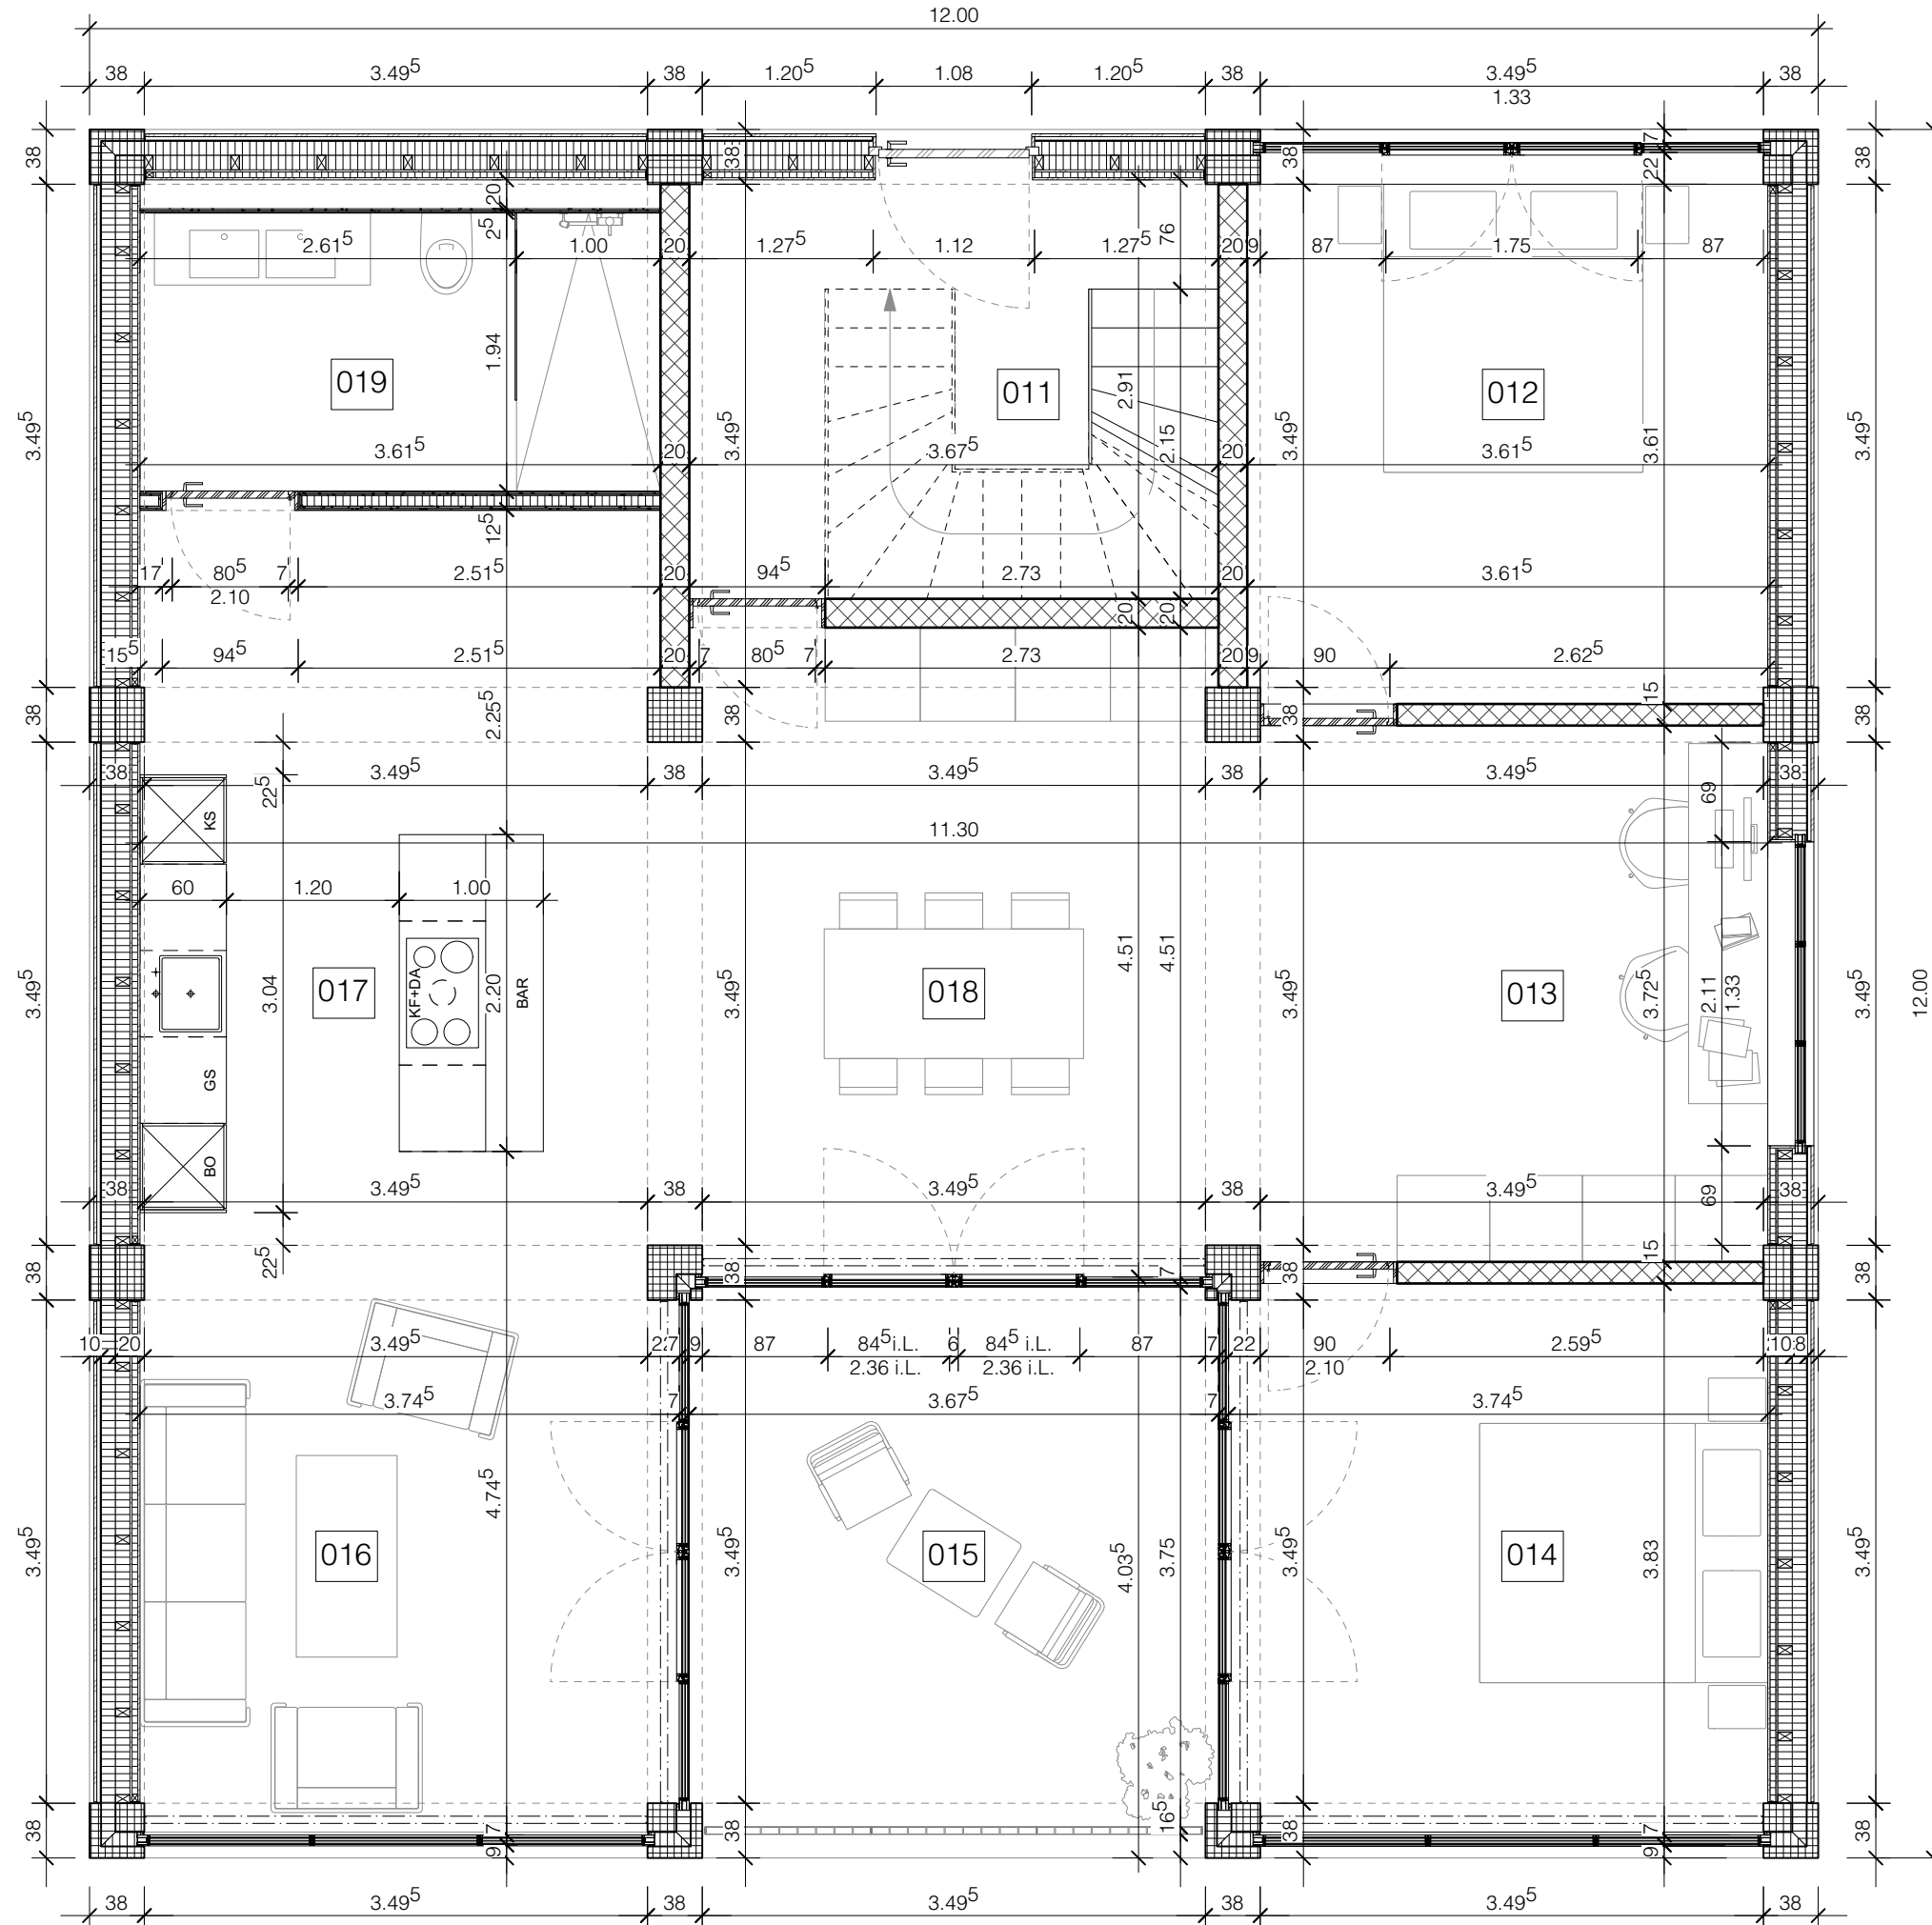 12.00
38 3.49⁵ 38 1.20⁵ 1.08 1.20⁵ 38 3.49⁵ 38
1.33
38 38 38 7 38
20 22
25 2.61⁵ 1.00 20 1.27⁵ 1.12 1.27⁵ 76 20 9 87 1.75 87
1.94
019 011 012
2.91
3.49⁵ 3.61⁵ 20 3.49⁵ 3.67⁵ 2.15 20 3.49⁵ 3.61⁵ 3.61 3.49⁵
12⁵
17 80⁵ 7 2.51⁵ 20 94⁵ 2.73 20 3.61⁵
2.10
20 20
15⁵ 94⁵ 2.51⁵ 20 7 80⁵ 7 2.73 20 9 90 2.62⁵
2.25⁵ 15
38 38 38 38
38 22⁵ 3.49⁵ 38 3.49⁵ 38 3.49⁵ 38
69
KS
11.30
60 1.20 1.00
4.51 4.51
3.49⁵ 3.04 017 KF+DA 2.20 BAR 3.49⁵ 018 3.49⁵ 013 3.72⁵ 2.11 1.33 3.49⁵ 12.00
GS
BO
38 3.49⁵ 38 3.49⁵ 38 3.49⁵ 69 38
22⁵ 15
38 38 7 38 38
10 20 3.49⁵ 22 7 9 87 84⁵ i.L. 6 84⁵ i.L. 87 7 22 90 2.59⁵ 10 8
2.36 i.L. 2.36 i.L. 2.10
3.74⁵ 7 3.67⁵ 7 3.74⁵
4.74⁵
3.49⁵ 016 3.49⁵ 015 4.03⁵ 3.75 3.49⁵ 014 3.83 3.49⁵
16⁵
38 7 38 38 7 38
9 9
38 3.49⁵ 38 3.49⁵ 38 3.49⁵ 38